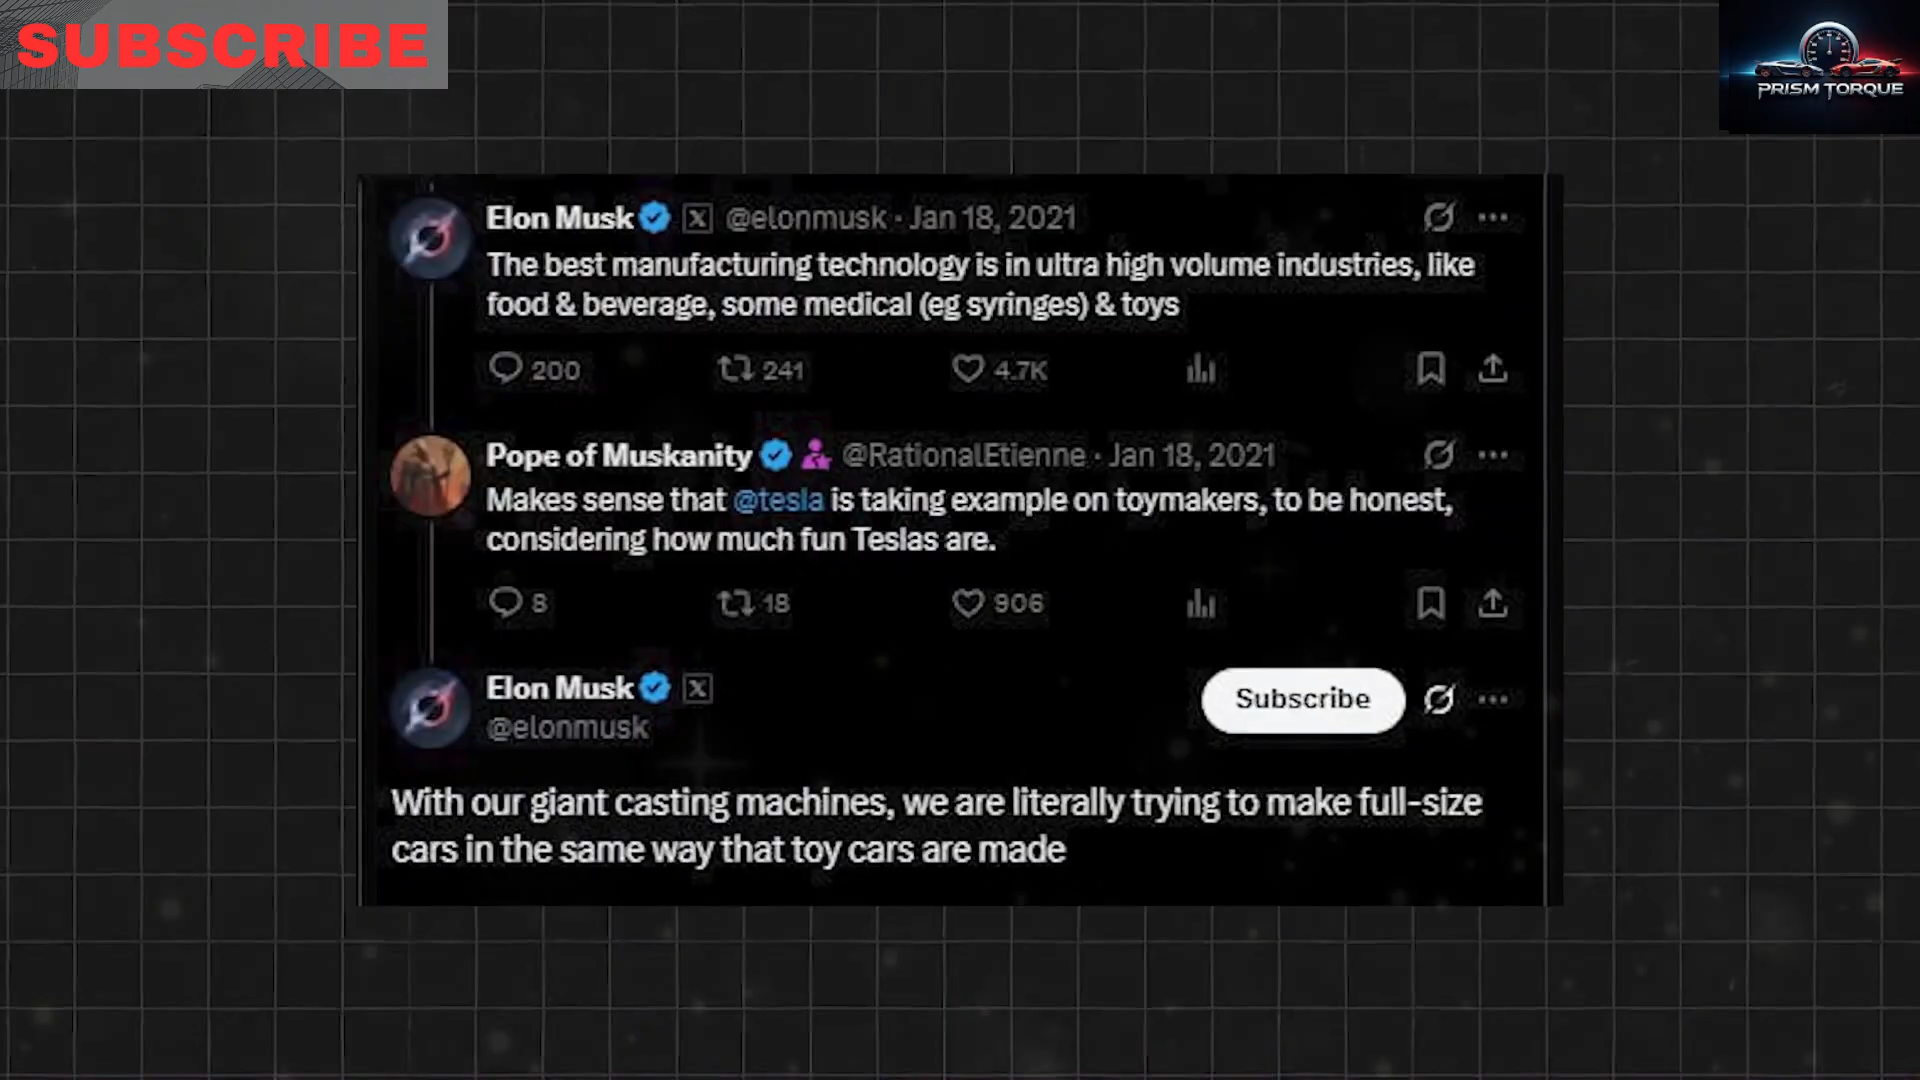 SUBSCRIBE
PRISM TORQUE
Elon Musk @elonmusk · Jan 18, 2021
The best manufacturing technology is in ultra high volume industries, like
food & beverage, some medical (eg syringes) & toys
200 241 4.7K
Pope of Muskanity @RationalEtienne · Jan 18, 2021
Makes sense that @tesla is taking example on toymakers, to be honest,
considering how much fun Teslas are.
8 18 906
Elon Musk
@elonmusk
Subscribe
With our giant casting machines, we are literally trying to make full-size
cars in the same way that toy cars are made